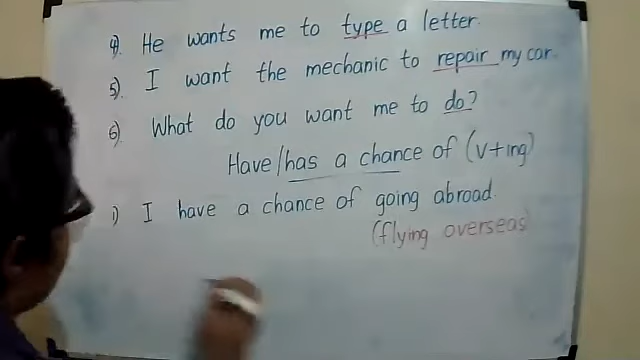 4). He wants me to type a letter.
5). I want the mechanic to repair my car.
6) What do you want me to do?
Have/has a chance of (v+ing)
1) I have a chance of going abroad.
(flying overseas)